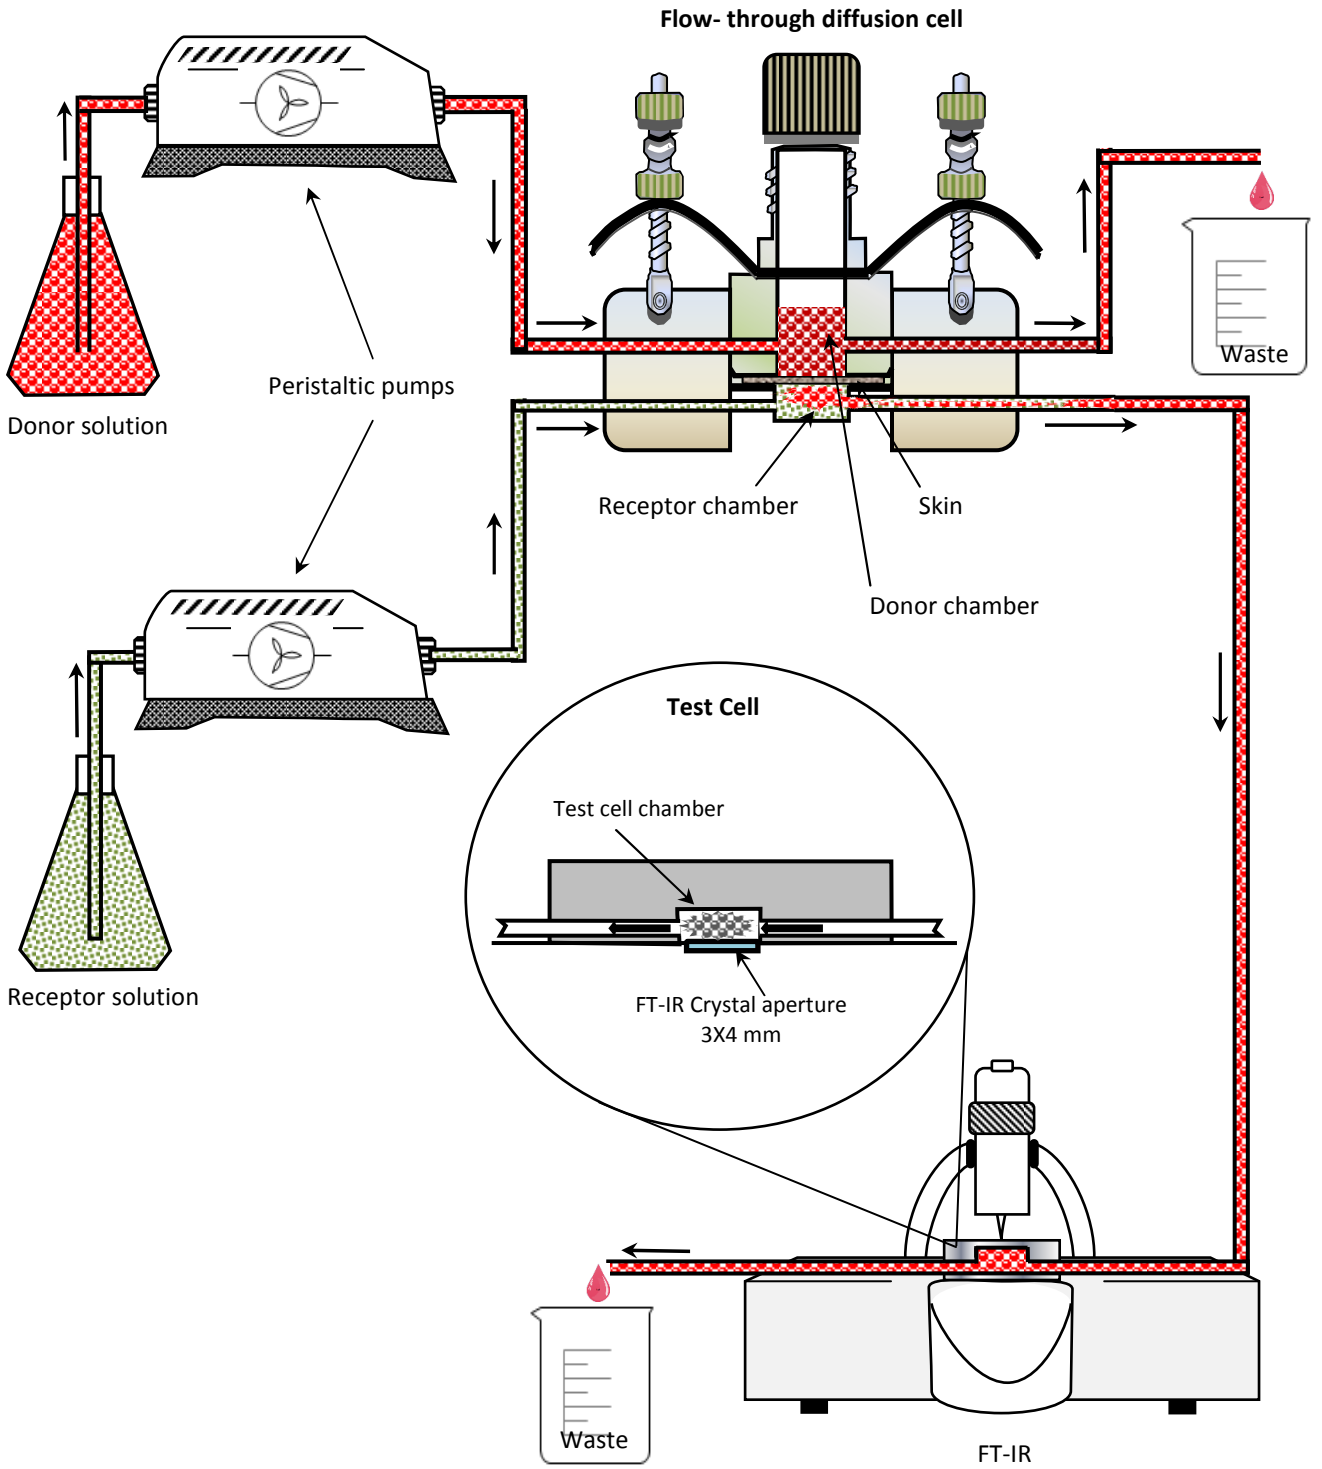 Flow- through diffusion cell
Waste
Peristaltic pumps
Donor solution
Receptor chamber
Skin
Donor chamber
Test Cell
Test cell chamber
FT-IR Crystal aperture
3X4 mm
Receptor solution
Waste
FT-IR